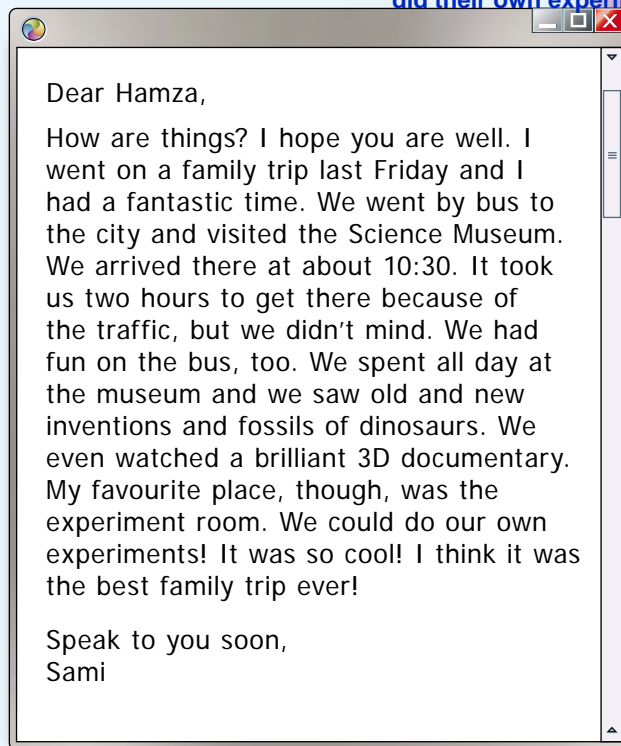 did their own experi
Dear Hamza,
How are things? I hope you are well. I
went on a family trip last Friday and I
had a fantastic time. We went by bus to
the city and visited the Science Museum.
We arrived there at about 10:30. It took
us two hours to get there because of
the traffic, but we didn't mind. We had
fun on the bus, too. We spent all day at
the museum and we saw old and new
inventions and fossils of dinosaurs. We
even watched a brilliant 3D documentary.
My favourite place, though, was the
experiment room. We could do our own
experiments! It was so cool! I think it was
the best family trip ever!
Speak to you soon,
Sami